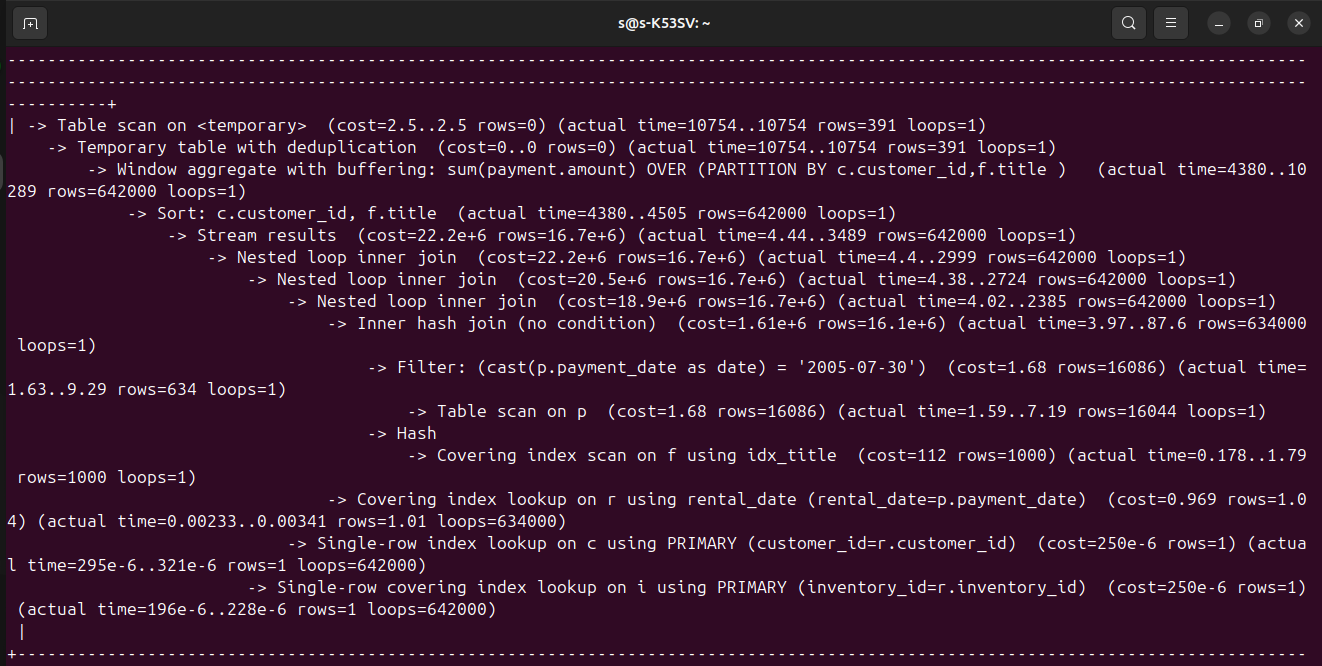 s@s-K53SV: ~
----------------------------------------------------------------------------------------------------------------------------------
----------------------------------------------------------------------------------------------------------------------------------
----------+
| -> Table scan on <temporary>  (cost=2.5..2.5 rows=0) (actual time=10754..10754 rows=391 loops=1)
    -> Temporary table with deduplication  (cost=0..0 rows=0) (actual time=10754..10754 rows=391 loops=1)
        -> Window aggregate with buffering: sum(payment.amount) OVER (PARTITION BY c.customer_id,f.title )   (actual time=4380..10
289 rows=642000 loops=1)
            -> Sort: c.customer_id, f.title  (actual time=4380..4505 rows=642000 loops=1)
                -> Stream results  (cost=22.2e+6 rows=16.7e+6) (actual time=4.44..3489 rows=642000 loops=1)
                    -> Nested loop inner join  (cost=22.2e+6 rows=16.7e+6) (actual time=4.4..2999 rows=642000 loops=1)
                        -> Nested loop inner join  (cost=20.5e+6 rows=16.7e+6) (actual time=4.38..2724 rows=642000 loops=1)
                            -> Nested loop inner join  (cost=18.9e+6 rows=16.7e+6) (actual time=4.02..2385 rows=642000 loops=1)
                                -> Inner hash join (no condition)  (cost=1.61e+6 rows=16.1e+6) (actual time=3.97..87.6 rows=634000
 loops=1)
                                    -> Filter: (cast(p.payment_date as date) = '2005-07-30')  (cost=1.68 rows=16086) (actual time=
1.63..9.29 rows=634 loops=1)
                                        -> Table scan on p  (cost=1.68 rows=16086) (actual time=1.59..7.19 rows=16044 loops=1)
                                    -> Hash
                                        -> Covering index scan on f using idx_title  (cost=112 rows=1000) (actual time=0.178..1.79
 rows=1000 loops=1)
                                -> Covering index lookup on r using rental_date (rental_date=p.payment_date)  (cost=0.969 rows=1.0
4) (actual time=0.00233..0.00341 rows=1.01 loops=634000)
                            -> Single-row index lookup on c using PRIMARY (customer_id=r.customer_id)  (cost=250e-6 rows=1) (actua
l time=295e-6..321e-6 rows=1 loops=642000)
                        -> Single-row covering index lookup on i using PRIMARY (inventory_id=r.inventory_id)  (cost=250e-6 rows=1)
 (actual time=196e-6..228e-6 rows=1 loops=642000)
 |
+---------------------------------------------------------------------------------------------------------------------------------